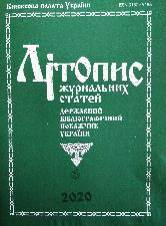 Книжкова палата України
Літопис
журнальних
статей
державний
бібліографічний
покажчик
України
2020